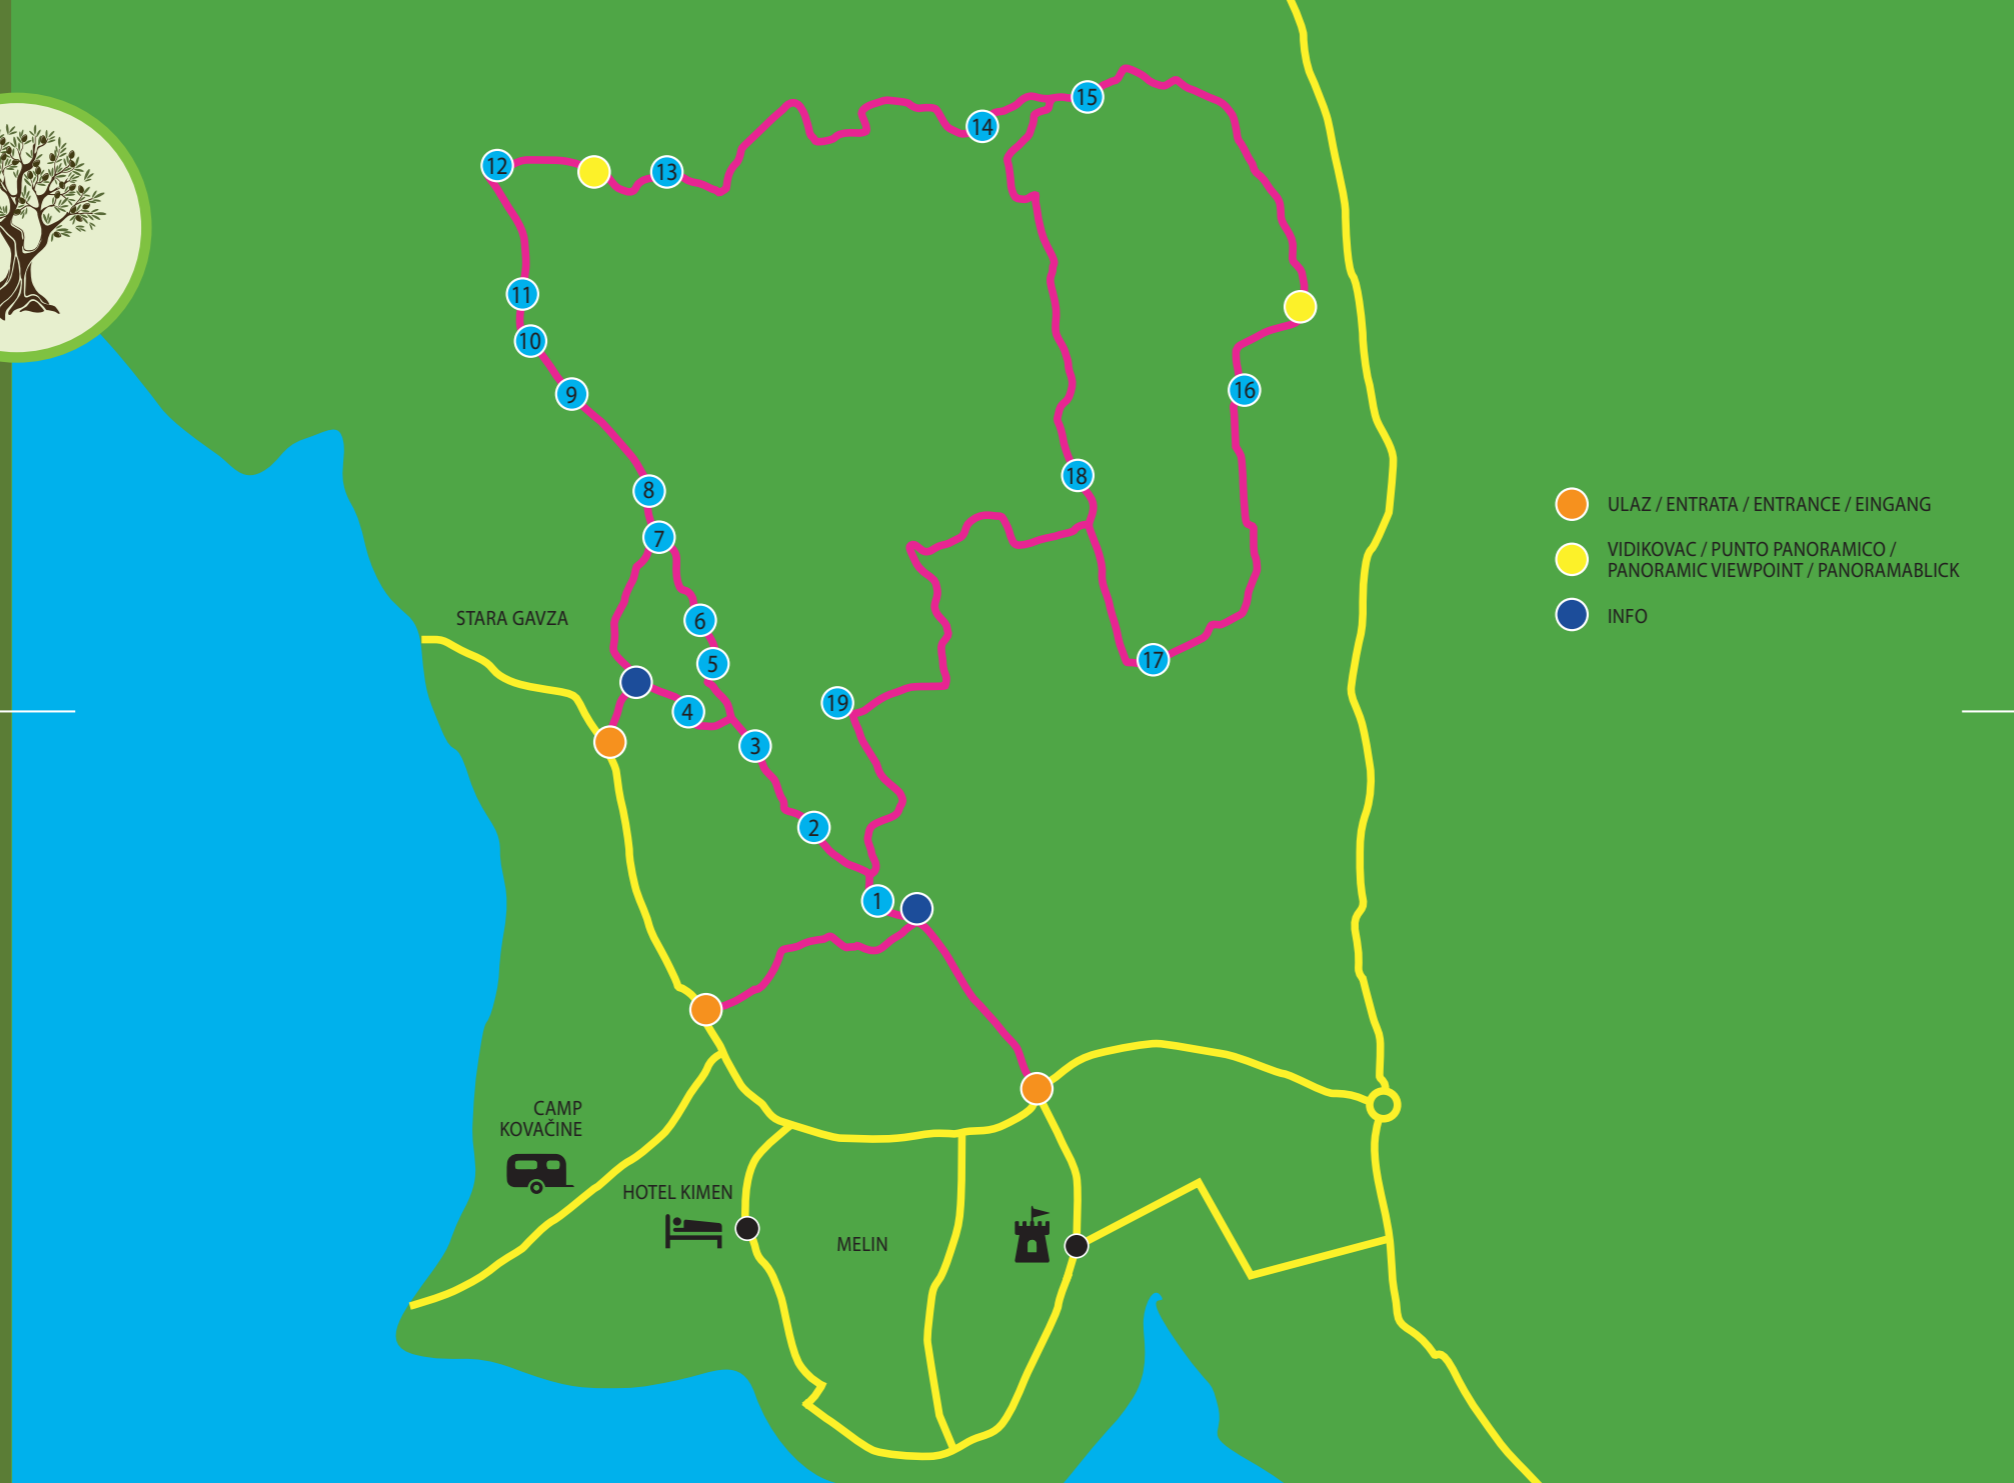 15
14
12
13
11
10
16
9
18
8
ULAZ / ENTRATA / ENTRANCE / EINGANG
7
VIDIKOVAC / PUNTO PANORAMICO /
PANORAMIC VIEWPOINT / PANORAMABLICK
INFO
STARA GAVZA
6
5
17
19
4
3
2
1
CAMP
KOVAČINE
HOTEL KIMEN
MELIN